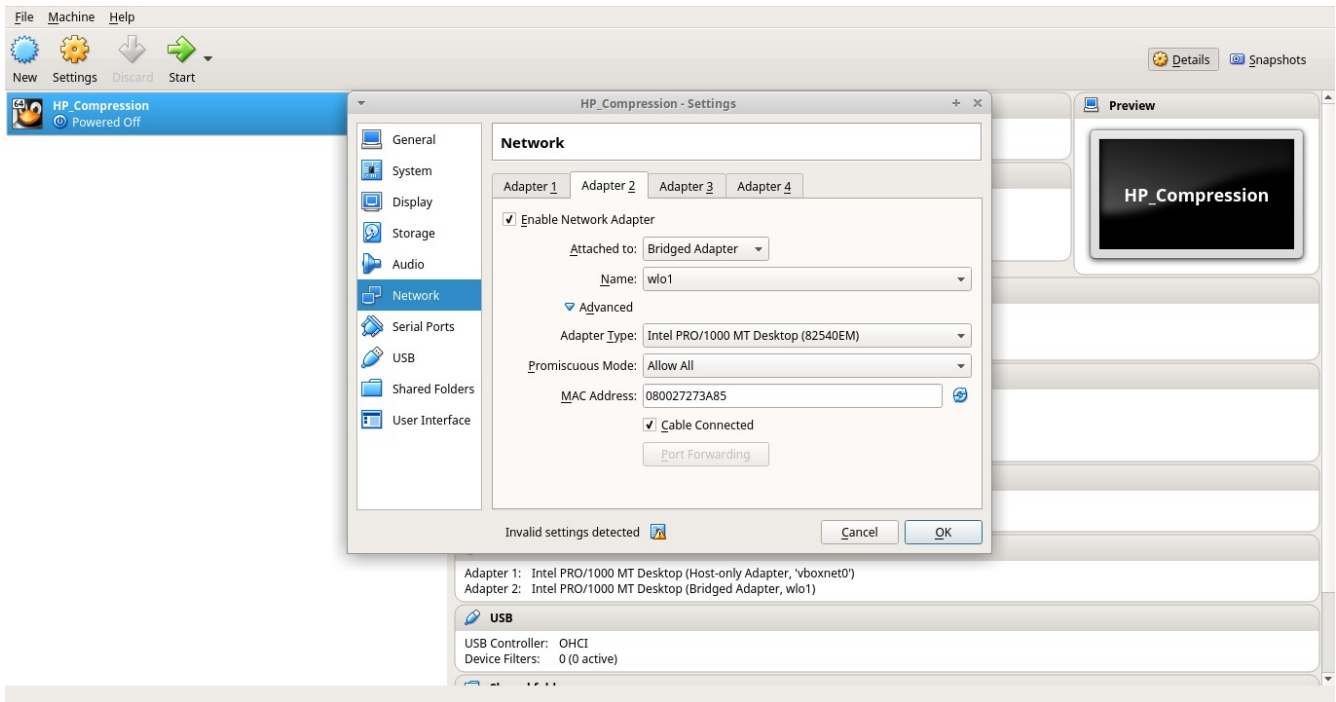 File Machine Help
New Settings Discard Start
Details Snapshots
64 HP_Compression
Powered Off
HP_Compression - Settings
Preview
HP_Compression
General
System
Display
Storage
Audio
Network
Serial Ports
USB
Shared Folders
User Interface
Network
Adapter 1 Adapter 2 Adapter 3 Adapter 4
Enable Network Adapter
Attached to: Bridged Adapter
Name: wlo1
Advanced
Adapter Type: Intel PRO/1000 MT Desktop (82540EM)
Promiscuous Mode: Allow All
MAC Address: 080027273A85
Cable Connected
Port Forwarding
Invalid settings detected
Cancel OK
Adapter 1: Intel PRO/1000 MT Desktop (Host-only Adapter, 'vboxnet0')
Adapter 2: Intel PRO/1000 MT Desktop (Bridged Adapter, wlo1)
USB
USB Controller: OHCI
Device Filters: 0 (0 active)